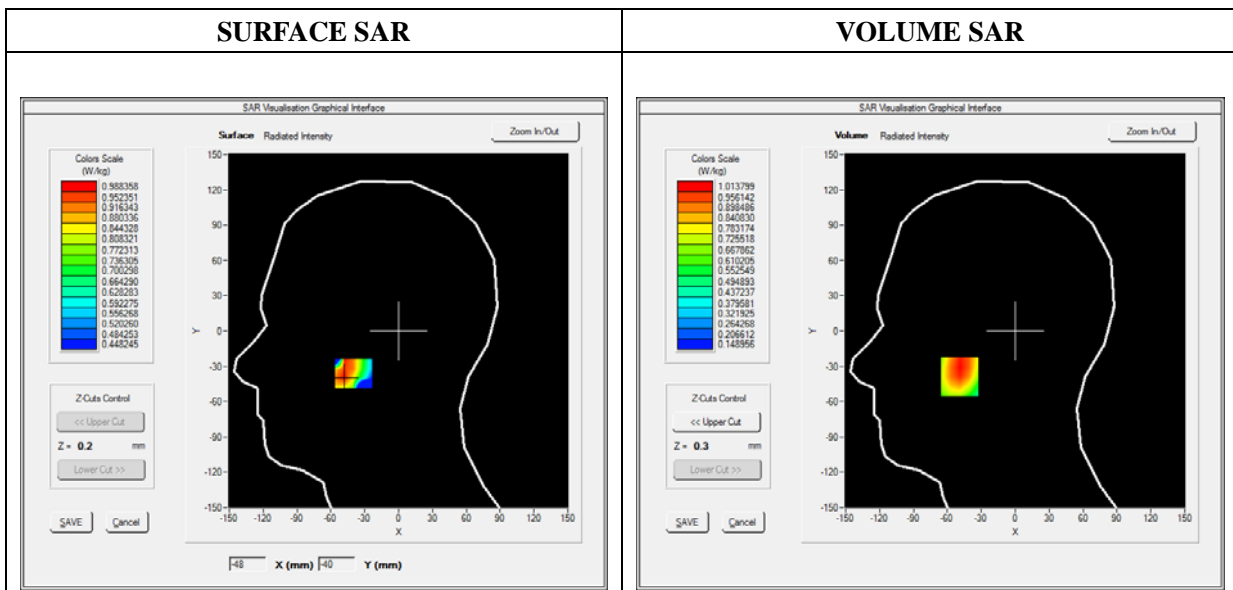 SURFACE SAR
SAR Visualisation Graphical Interface
Surface Radiated Intensity
Zoom In/Out
Colors Scale
(W/kg)
0.988358
0.952351
0.916343
0.880336
0.844328
0.808321
0.772313
0.736305
0.700298
0.664290
0.628283
0.592275
0.556268
0.520260
0.484253
0.448245
Z-Cuts Control
<< Upper Cut
Z = 0.2 mm
Lower Cut >>
SAVE Cancel
150
120
90
60
30
0
-30
-60
-90
-120
-150
Y
-150 -120 -90 -60 -30 0 30 60 90 120 150
X
-48 X (mm) -40 Y (mm)
VOLUME SAR
SAR Visualisation Graphical Interface
Volume Radiated Intensity
Zoom In/Out
Colors Scale
(W/kg)
1.013799
0.956142
0.898486
0.840830
0.783174
0.725518
0.667862
0.610205
0.552549
0.494893
0.437237
0.379581
0.321925
0.264268
0.206612
0.148956
Z-Cuts Control
<< Upper Cut
Z = 0.3 mm
Lower Cut >>
SAVE Cancel
150
120
90
60
30
0
-30
-60
-90
-120
-150
Y
-150 -120 -90 -60 -30 0 30 60 90 120 150
X